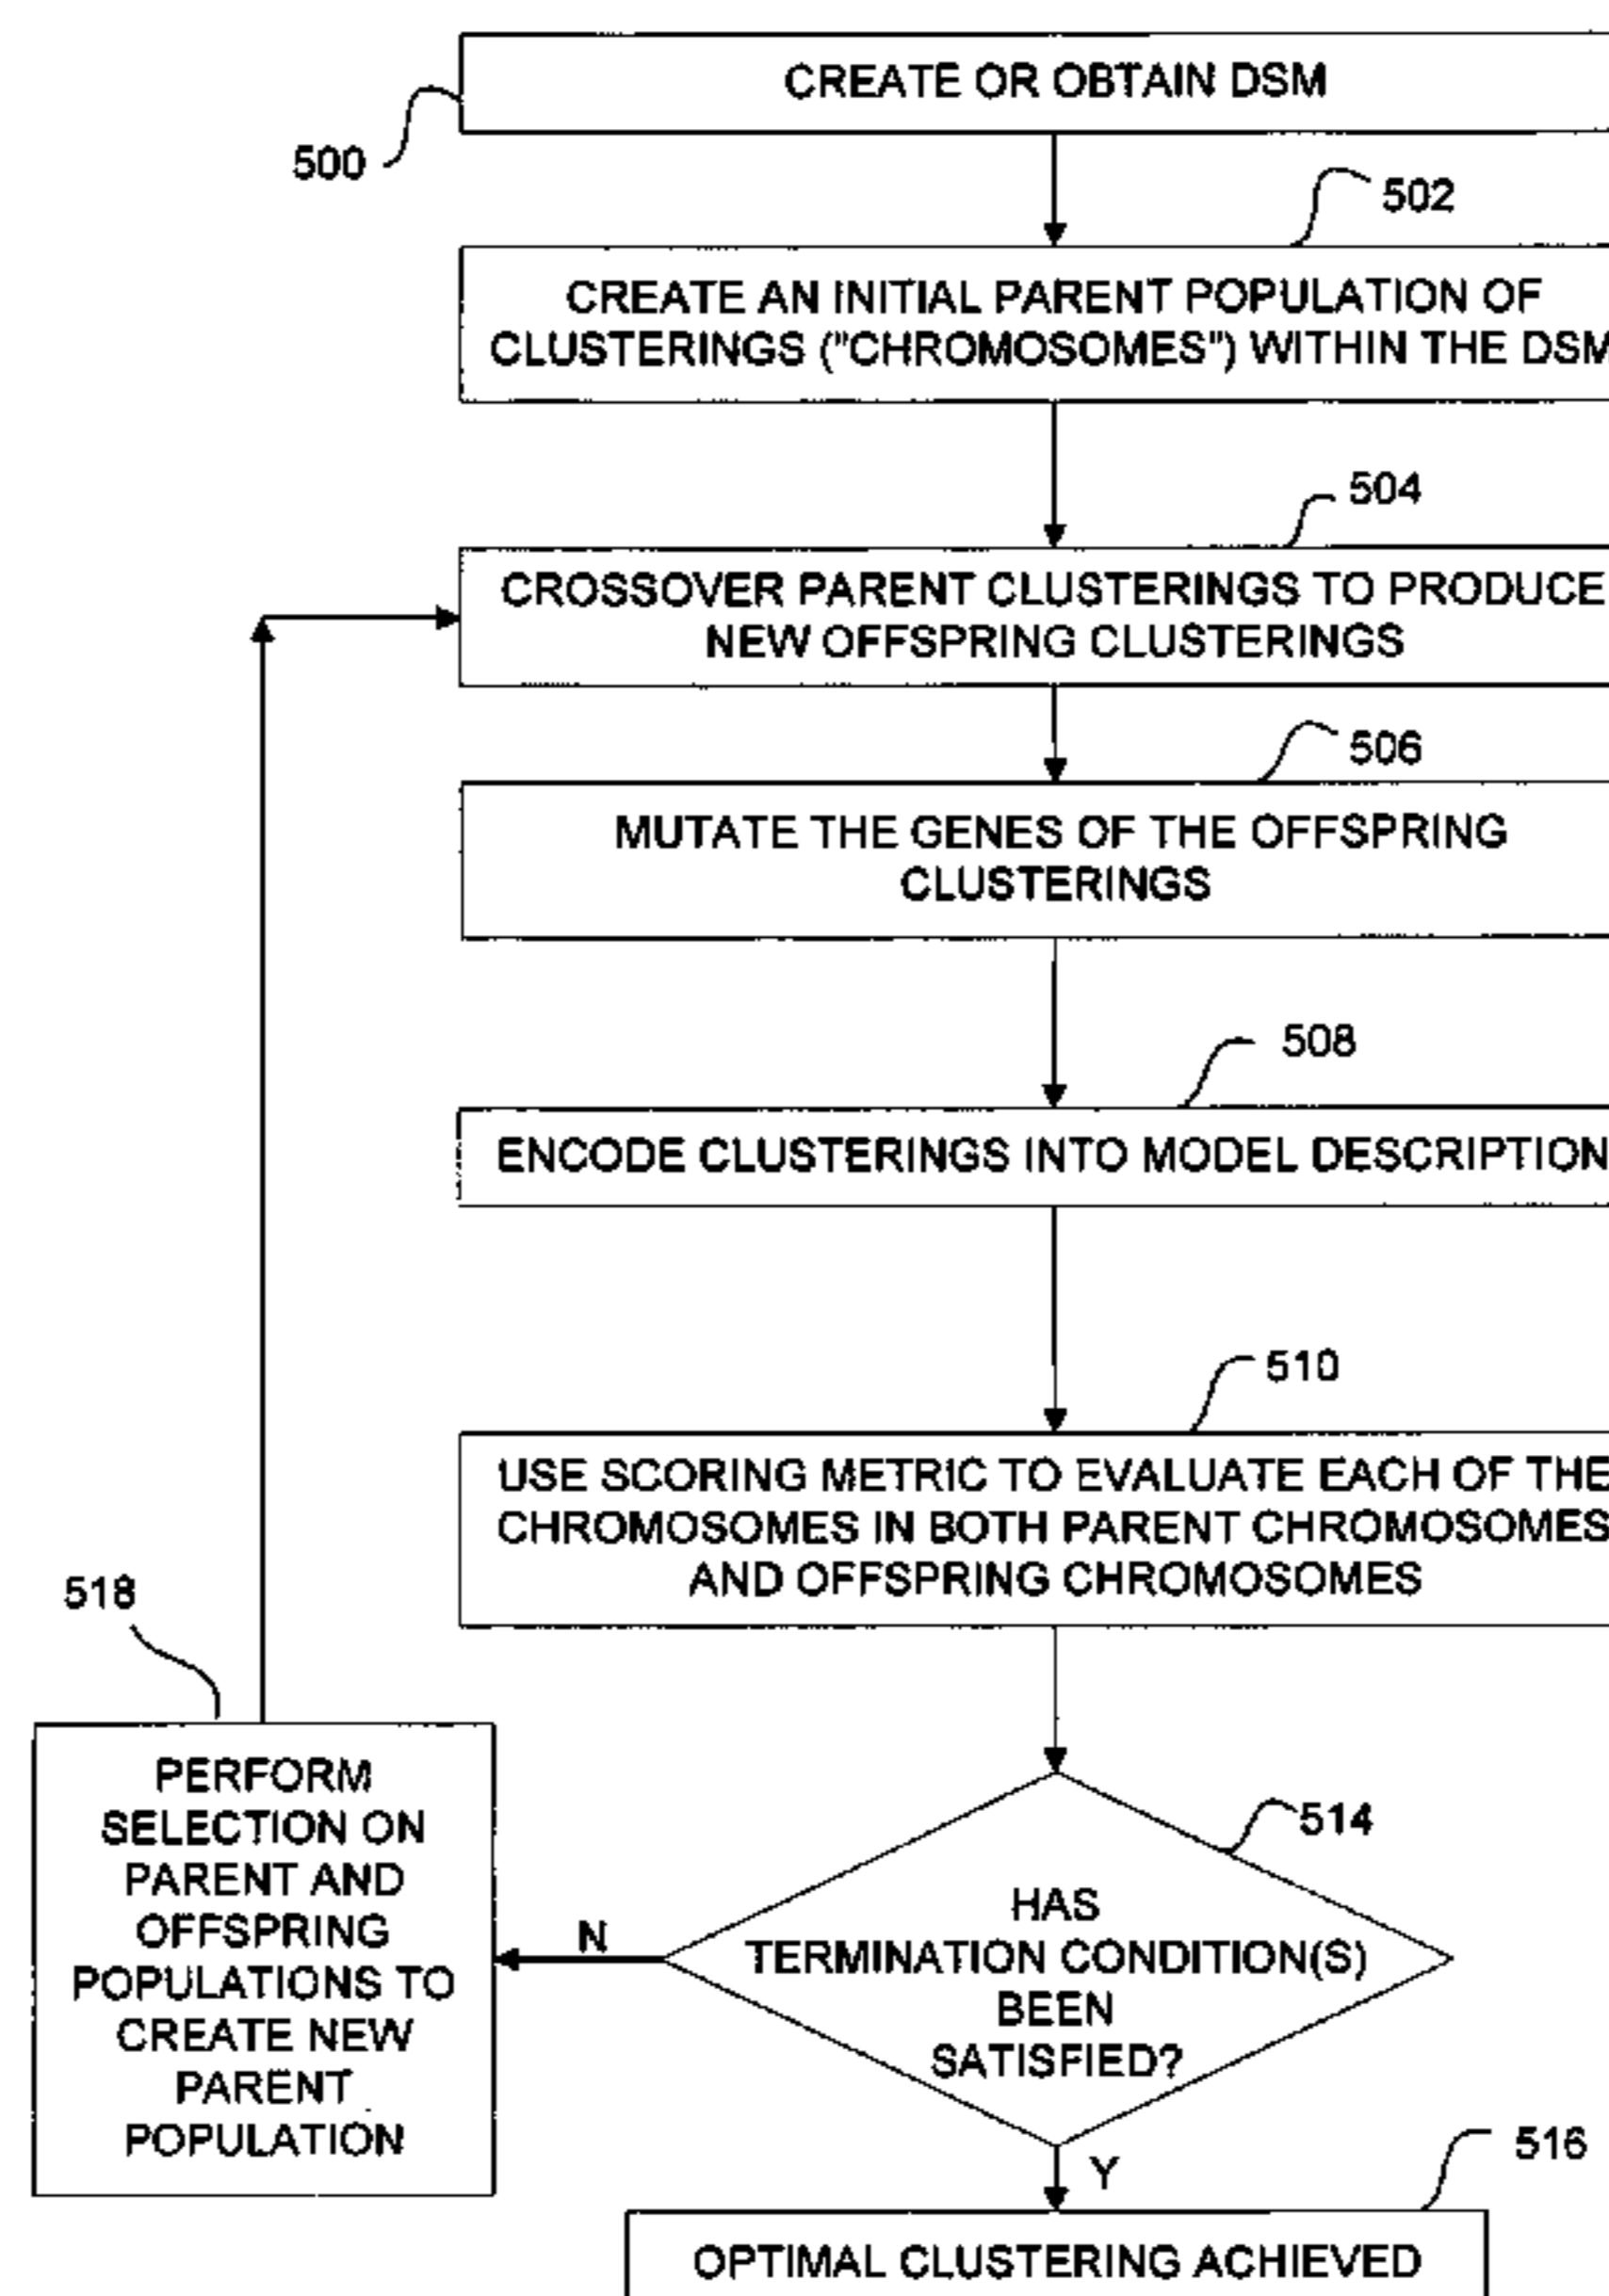 CREATE OR OBTAIN DSM
500
502
CREATE AN INITIAL PARENT POPULATION OF
CLUSTERINGS ("CHROMOSOMES") WITHIN THE DSM
504
CROSSOVER PARENT CLUSTERINGS TO PRODUCE
NEW OFFSPRING CLUSTERINGS
506
MUTATE THE GENES OF THE OFFSPRING
CLUSTERINGS
508
ENCODE CLUSTERINGS INTO MODEL DESCRIPTION
510
USE SCORING METRIC TO EVALUATE EACH OF THE
CHROMOSOMES IN BOTH PARENT CHROMOSOMES
AND OFFSPRING CHROMOSOMES
518
PERFORM
SELECTION ON
PARENT AND
OFFSPRING
POPULATIONS TO
CREATE NEW
PARENT
POPULATION
N
514
HAS
TERMINATION CONDITION(S)
BEEN
SATISFIED?
Y
516
OPTIMAL CLUSTERING ACHIEVED